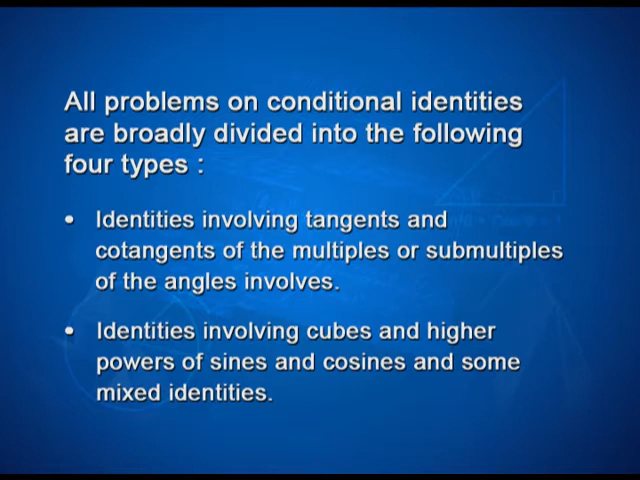 All problems on conditional identities
are broadly divided into the following
four types :
• Identities involving tangents and
cotangents of the multiples or submultiples
of the angles involves.
• Identities involving cubes and higher
powers of sines and cosines and some
mixed identities.